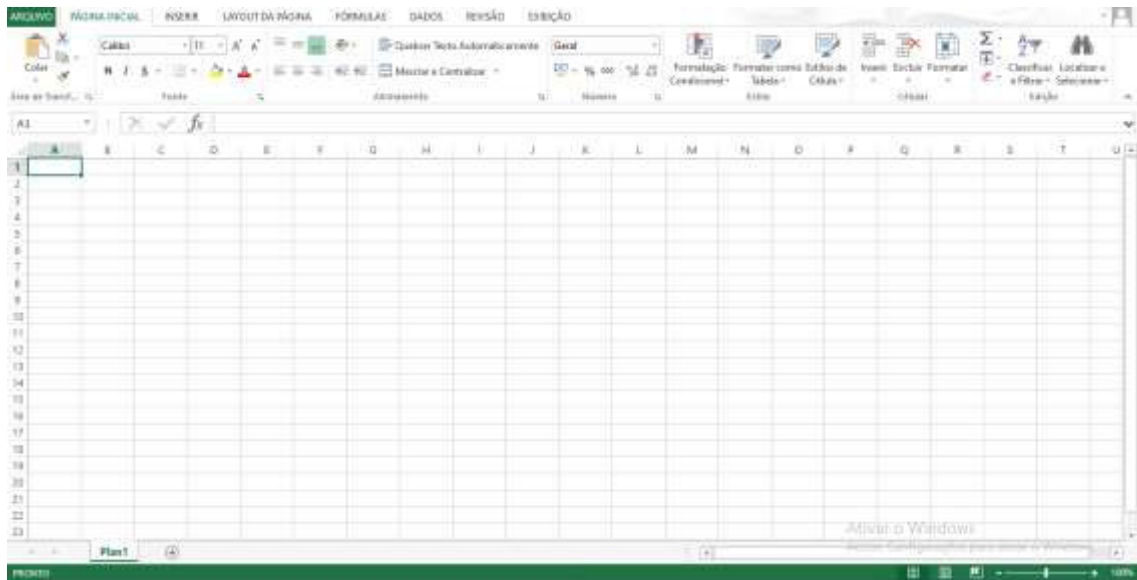 ARQUIVO PÁGINA INICIAL INSERIR LAYOUT DA PÁGINA FÓRMULAS DADOS REVISÃO EXIBIÇÃO
Colar
Calibri 11 A A
N I S A
Quebrar Texto Automaticamente
Mesclar e Centralizar
Geral
% 000
Formatação Condicional
Formatar como Tabela
Estilos de Célula
Inserir Excluir Formatar
Classificar e Filtrar
Localizar e Selecionar
Fonte Alinhamento Número Estilo Células Edição
A1 fx
A B C D E F G H I J K L M N O P Q R S T U
1
2
3
4
5
6
7
8
9
10
11
12
13
14
15
16
17
18
19
20
21
22
23
Ativar o Windows
Plan1
PRONTO 100%